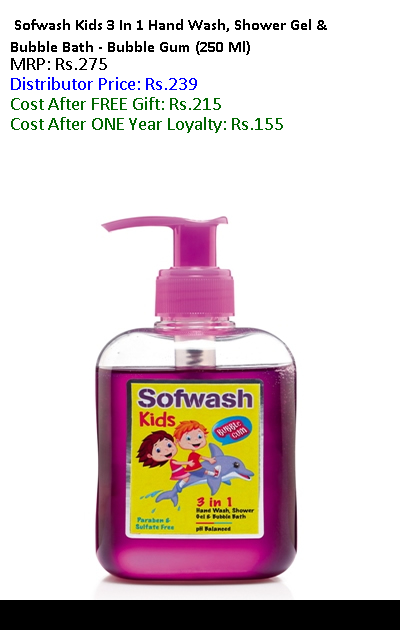 Sofwash Kids 3 In 1 Hand Wash, Shower Gel &
Bubble Bath - Bubble Gum (250 Ml)
MRP: Rs.275
Distributor Price: Rs.239
Cost After FREE Gift: Rs.215
Cost After ONE Year Loyalty: Rs.155
Sofwash
Kids
Bubble
Gum
3 in 1
Hand Wash, Shower
Gel & Bubble Bath
Paraben &
Sulfate Free
pH Balanced